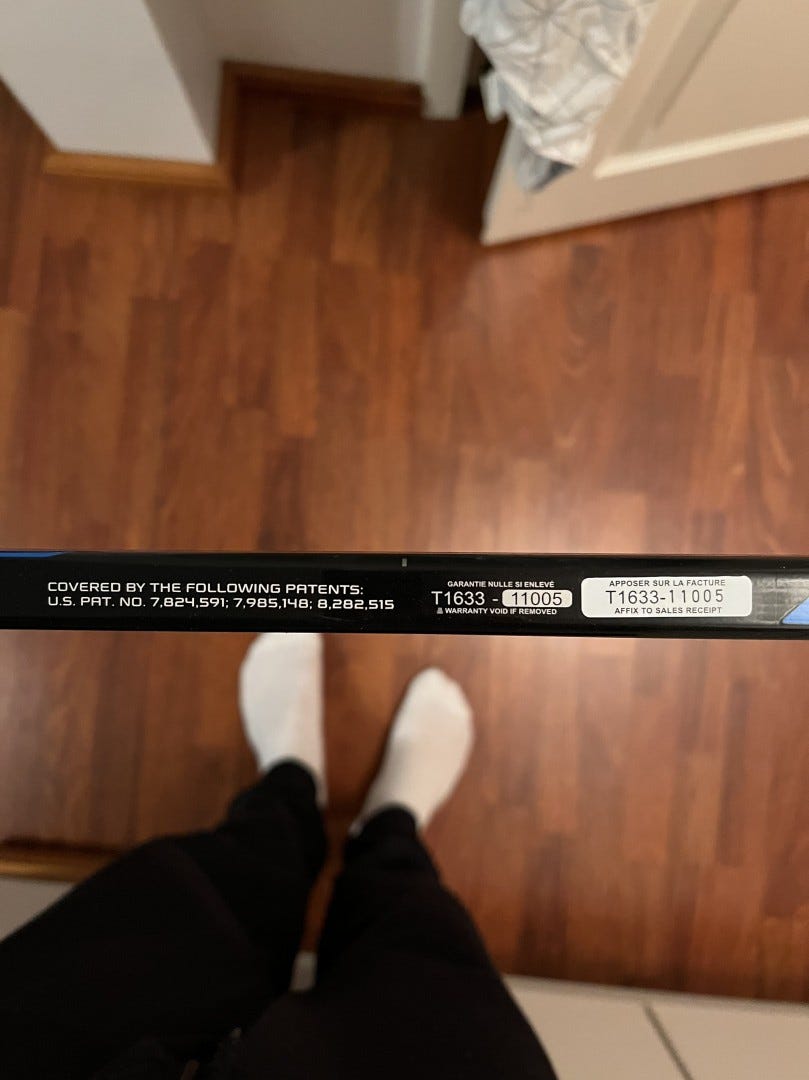 COVERED BY THE FOLLOWING PATENTS:
U.S. PAT. NO. 7,824,591; 7,985,148; 8,282,515
GARANTIE NULLE SI ENLEVÉ
T1633 - 11005
WARRANTY VOID IF REMOVED
APPOSER SUR LA FACTURE
T1633-11005
AFFIX TO SALES RECEIPT